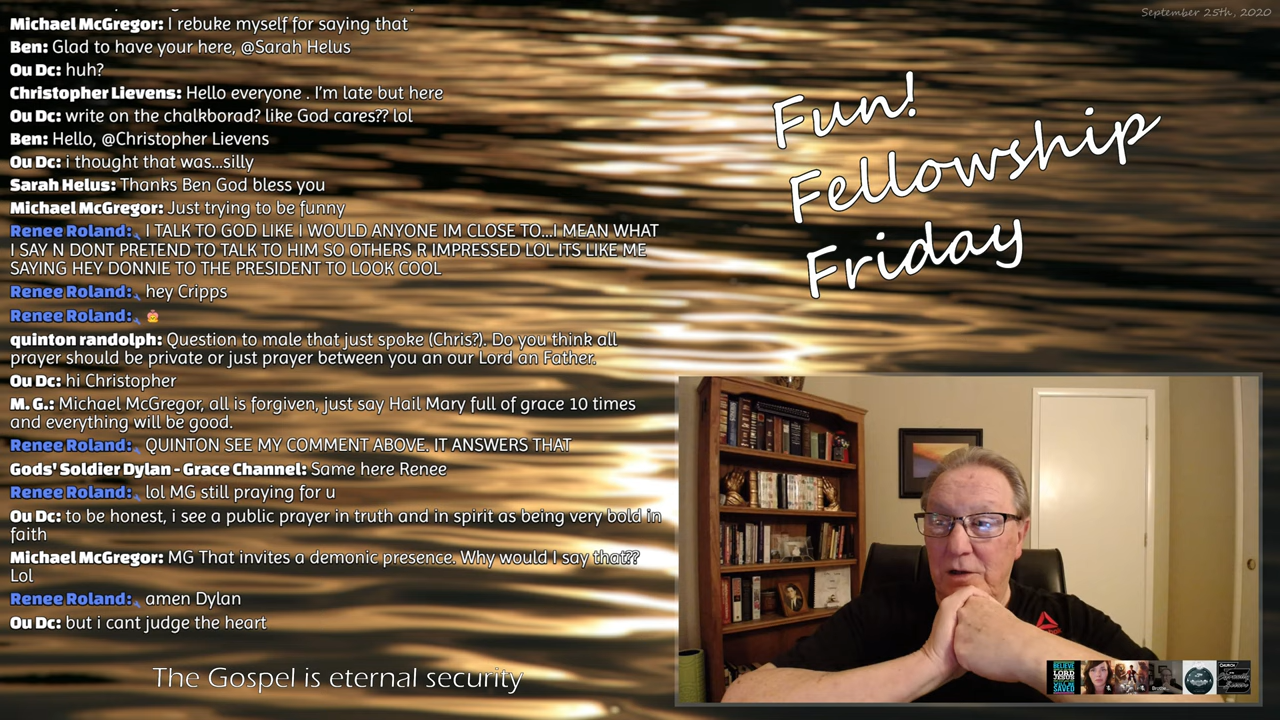 September 25th, 2020
Michael McGregor: I rebuke myself for saying that
Ben: Glad to have your here, @Sarah Helus
Ou Dc: huh?
Christopher Lievens: Hello everyone . I'm late but here
Ou Dc: write on the chalkborad? like God cares?? lol
Ben: Hello, @Christopher Lievens
Ou Dc: i thought that was...silly
Sarah Helus: Thanks Ben God bless you
Michael McGregor: Just trying to be funny
Renee Roland: I TALK TO GOD LIKE I WOULD ANYONE IM CLOSE TO...I MEAN WHAT
I SAY N DONT PRETEND TO TALK TO HIM SO OTHERS R IMPRESSED LOL ITS LIKE ME
SAYING HEY DONNIE TO THE PRESIDENT TO LOOK COOL
Renee Roland: hey Cripps
Renee Roland:
quinton randolph: Question to male that just spoke (Chris?). Do you think all
prayer should be private or just prayer between you an our Lord an Father.
Ou Dc: hi Christopher
M. G.: Michael McGregor, all is forgiven, just say Hail Mary full of grace 10 times
and everything will be good.
Renee Roland: QUINTON SEE MY COMMENT ABOVE. IT ANSWERS THAT
Gods' Soldier Dylan - Grace Channel: Same here Renee
Renee Roland: lol MG still praying for u
Ou Dc: to be honest, i see a public prayer in truth and in spirit as being very bold in
faith
Michael McGregor: MG That invites a demonic presence. Why would I say that??
Lol
Renee Roland: amen Dylan
Ou Dc: but i cant judge the heart
The Gospel is eternal security
Fun!
Fellowship
Friday
BELIEVE
LORD
JESUS
SAVED
CHURCH